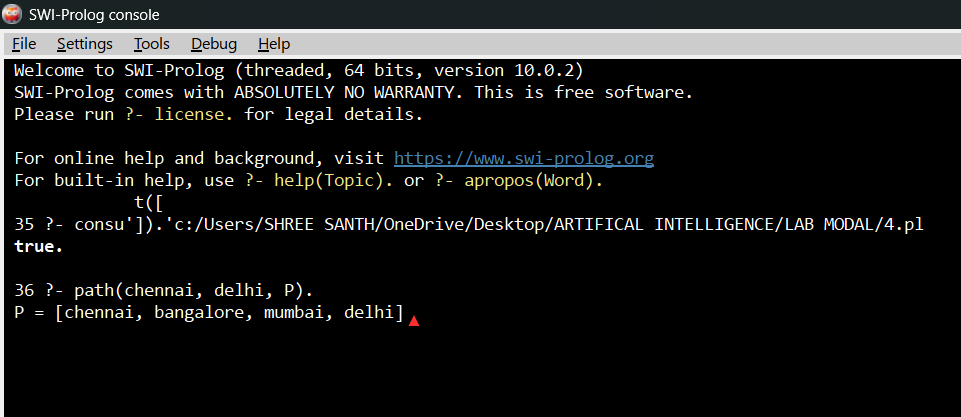 SWI-Prolog console
File Settings Tools Debug Help
Welcome to SWI-Prolog (threaded, 64 bits, version 10.0.2)
SWI-Prolog comes with ABSOLUTELY NO WARRANTY. This is free software.
Please run ?- license. for legal details.
For online help and background, visit https://www.swi-prolog.org
For built-in help, use ?- help(Topic). or ?- apropos(Word).
t([
35 ?- consu']).'c:/Users/SHREE SANTH/OneDrive/Desktop/ARTIFICAL INTELLIGENCE/LAB MODAL/4.pl
true.
36 ?- path(chennai, delhi, P).
P = [chennai, bangalore, mumbai, delhi]